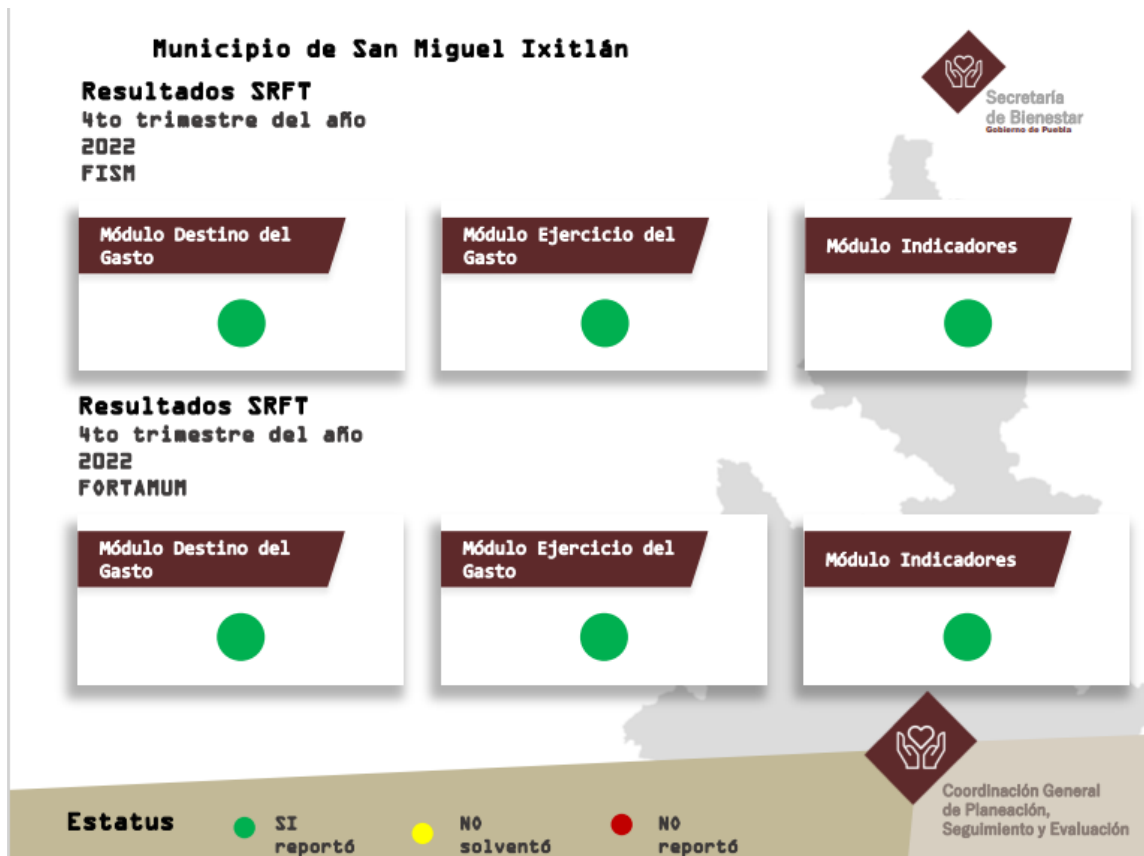 Municipio de San Miguel Ixitlán
Secretaría
de Bienestar
Gobierno de Puebla
Resultados SRFT
4to trimestre del año
2022
FISM
Módulo Destino del
Gasto
Módulo Ejercicio del
Gasto
Módulo Indicadores
Resultados SRFT
4to trimestre del año
2022
FORTAMUM
Módulo Destino del
Gasto
Módulo Ejercicio del
Gasto
Módulo Indicadores
Coordinación General
de Planeación,
Seguimiento y Evaluación
Estatus
SI
reportó
NO
solventó
NO
reportó